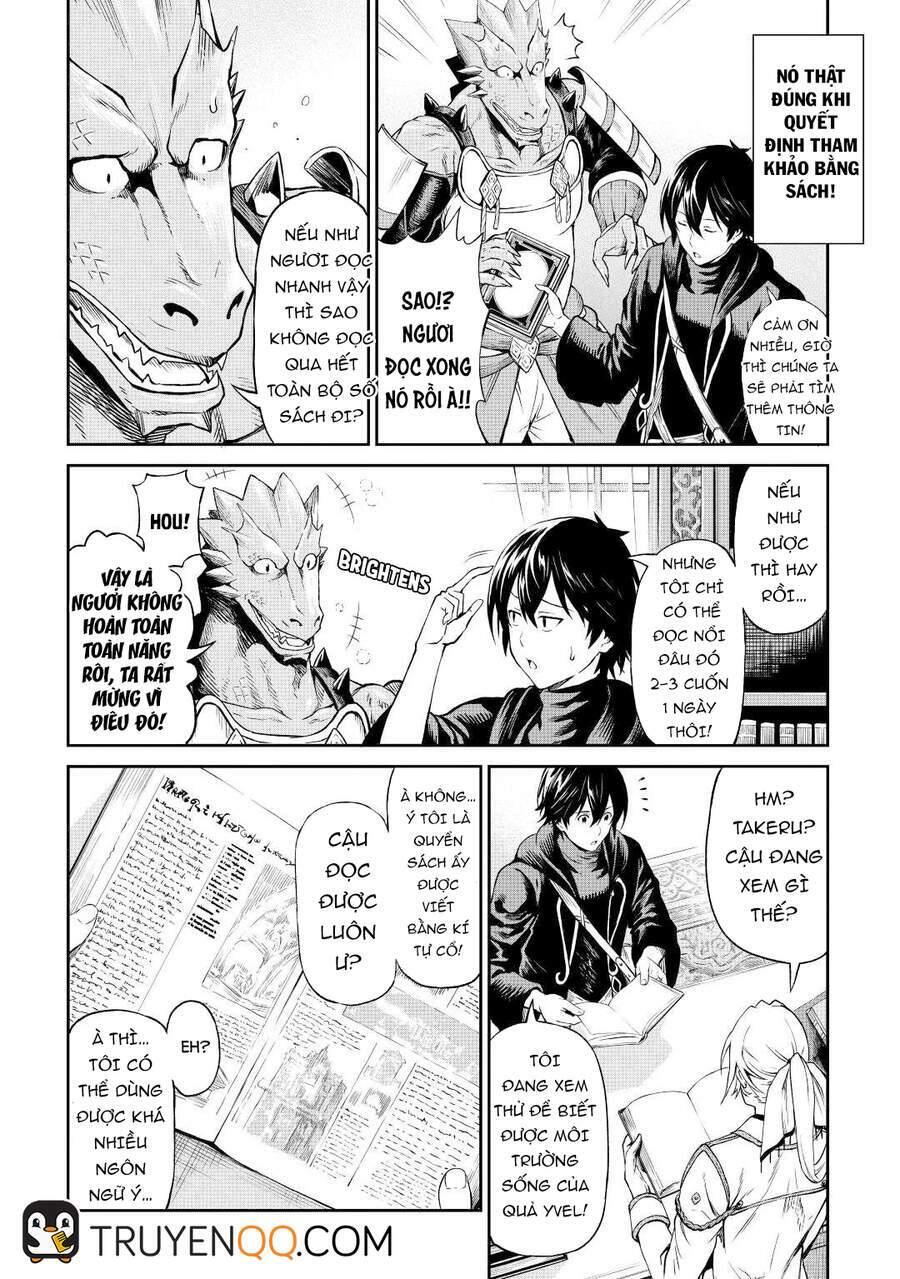 NÓ THẬT
ĐÚNG KHI
QUYẾT
ĐỊNH THAM
KHẢO BẰNG
SÁCH!
CẢM ƠN
NHIỀU, GIỜ
THÌ CHÚNG TA
SẼ PHẢI TÌM
THÊM THÔNG
TIN!
SAO!?
NGƯƠI
ĐỌC XONG
NÓ RỒI À!!
NẾU NHƯ
NGƯƠI ĐỌC
NHANH VẬY
THÌ SAO
KHÔNG ĐỌC
QUA HẾT
TOÀN BỘ SỐ
SÁCH ĐI?
NẾU
NHƯ
ĐƯỢC
THÌ HAY
RỒI...
NHƯNG
TÔI CHỈ
CÓ THỂ
ĐỌC NỔI
ĐÂU ĐÓ
2-3 CUỐN
1 NGÀY
THÔI!
BRIGHTENS
HOU!
VẬY LÀ
NGƯƠI KHÔNG
HOÀN TOÀN
TOÀN NĂNG
RỒI, TA RẤT
MỪNG VÌ
ĐIỀU ĐÓ!
HM?
TAKERU?
CẬU ĐANG
XEM GÌ
THẾ?
TÔI
ĐANG XEM
THỬ ĐỂ BIẾT
ĐƯỢC MÔI
TRƯỜNG
SỐNG CỦA
QUẢ YVEL!
À KHÔNG...
Ý TÔI LÀ
QUYỂN
SÁCH ẤY
ĐƯỢC
VIẾT
BẰNG KÍ
TỰ CỔ!
CẬU
ĐỌC
ĐƯỢC
LUÔN
Ư?
EH?
À THÌ...
TÔI CÓ
THỂ DÙNG
ĐƯỢC KHÁ
NHIỀU
NGÔN
NGỮ Ý...
TRUYENQQ.COM